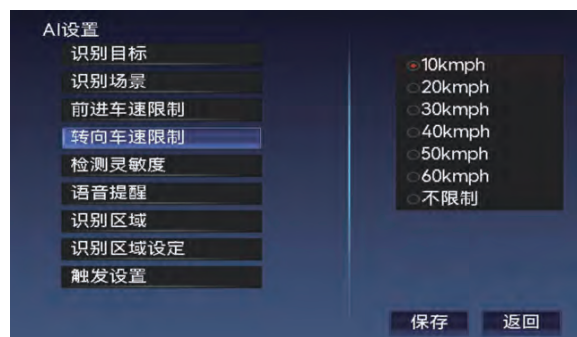 AI设置
识别目标
识别场景
前进车速限制
转向车速限制
检测灵敏度
语音提醒
识别区域
识别区域设定
触发设置
10kmph
20kmph
30kmph
40kmph
50kmph
60kmph
不限制
保存
返回